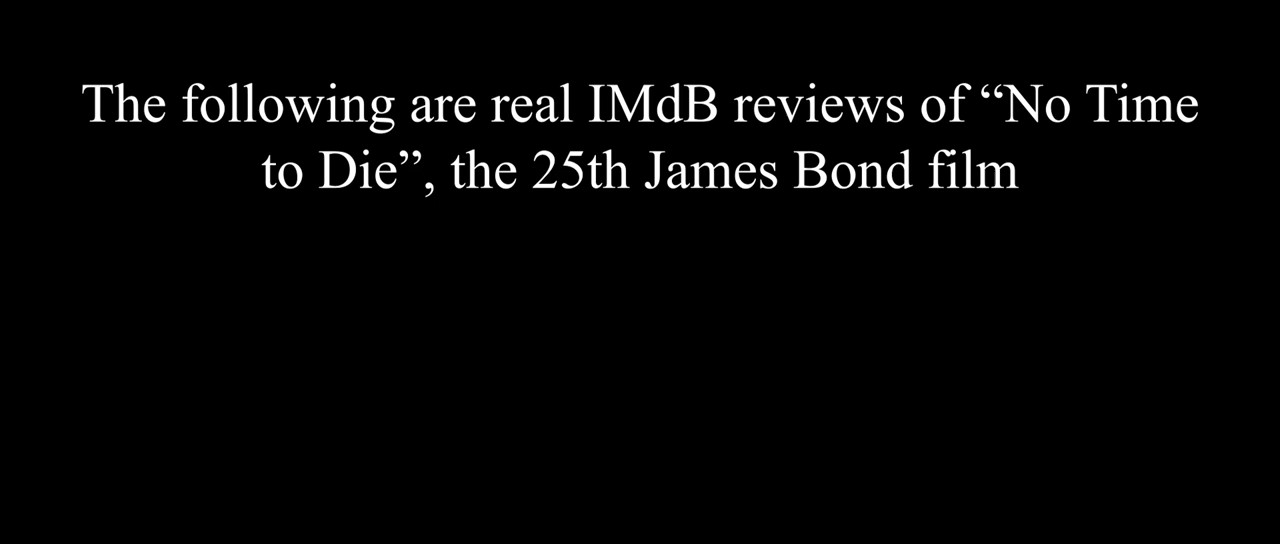 The following are real IMdB reviews of “No Time
to Die”, the 25th James Bond film